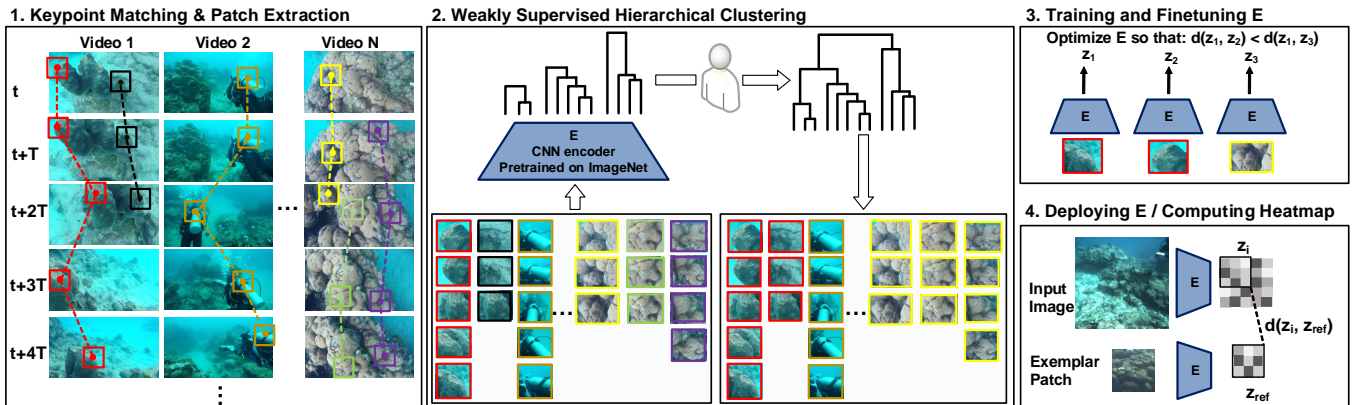 1. Keypoint Matching & Patch Extraction
Video 1
Video 2
Video N
t
t+T
t+2T
t+3T
t+4T
...
⋮
2. Weakly Supervised Hierarchical Clustering
E
CNN encoder
Pretrained on ImageNet
...
...
3. Training and Finetuning E
Optimize E so that: d(z₁, z₂) < d(z₁, z₃)
z₁
z₂
z₃
E
E
E
4. Deploying E / Computing Heatmap
Input
Image
E
zᵢ
d(zᵢ, z_ref)
Exemplar
Patch
E
z_ref